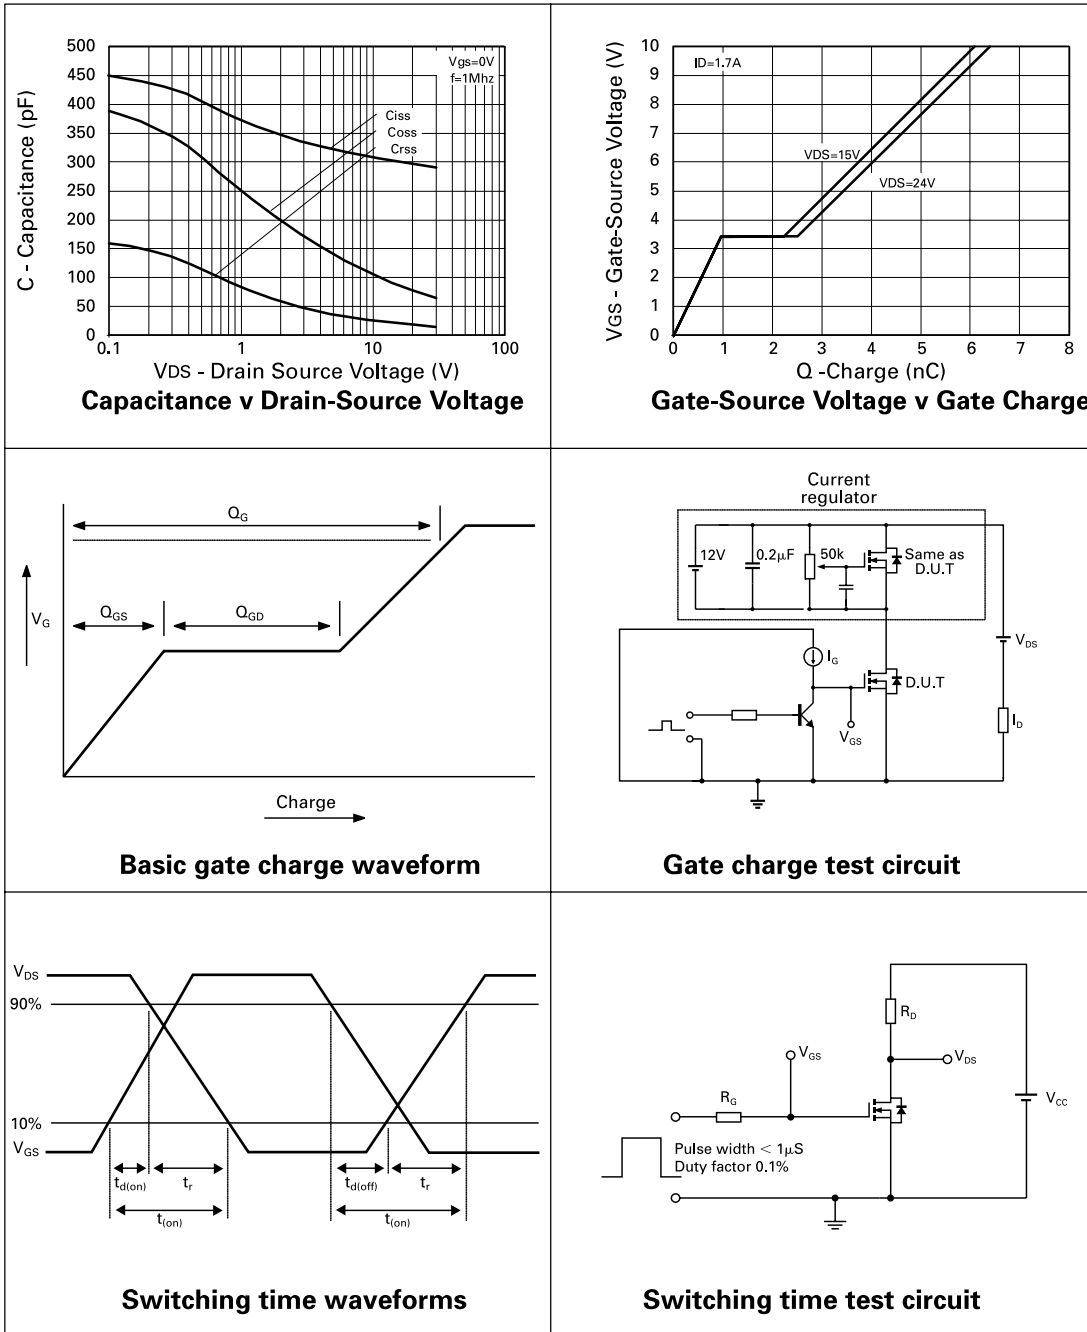 500
450
400
350
300
250
200
150
100
50
0
C - Capacitance (pF)
Vgs=0V
f=1Mhz
Ciss
Coss
Crss
0.1
1
10
100
VDS - Drain Source Voltage (V)
Capacitance v Drain-Source Voltage
10
9
8
7
6
5
4
3
2
1
0
VGS - Gate-Source Voltage (V)
ID=1.7A
VDS=15V
VDS=24V
0
1
2
3
4
5
6
7
8
Q -Charge (nC)
Gate-Source Voltage v Gate Charge
QG
QGS
QGD
VG
Charge
Basic gate charge waveform
Current
regulator
12V
0.2µF
50k
Same as
D.U.T
IG
VDS
D.U.T
ID
VGS
Gate charge test circuit
VDS
90%
10%
VGS
td(on)
tr
td(off)
tr
t(on)
t(on)
Switching time waveforms
RD
VGS
VDS
RG
VCC
Pulse width < 1µS
Duty factor 0.1%
Switching time test circuit